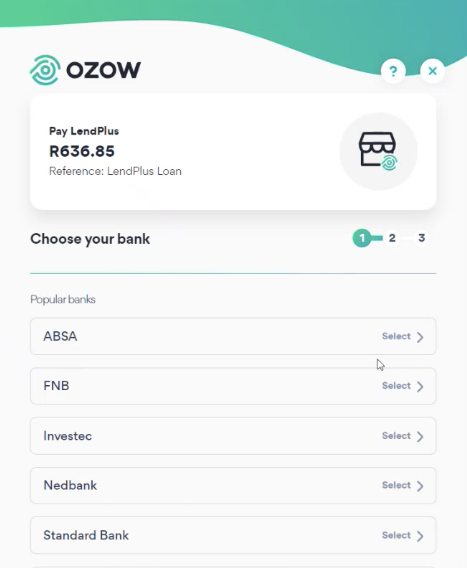 OZOW
?
×
Pay LendPlus
R636.85
Reference: LendPlus Loan
Choose your bank
1 2 3
Popular banks
ABSA Select
FNB Select
Investec Select
Nedbank Select
Standard Bank Select